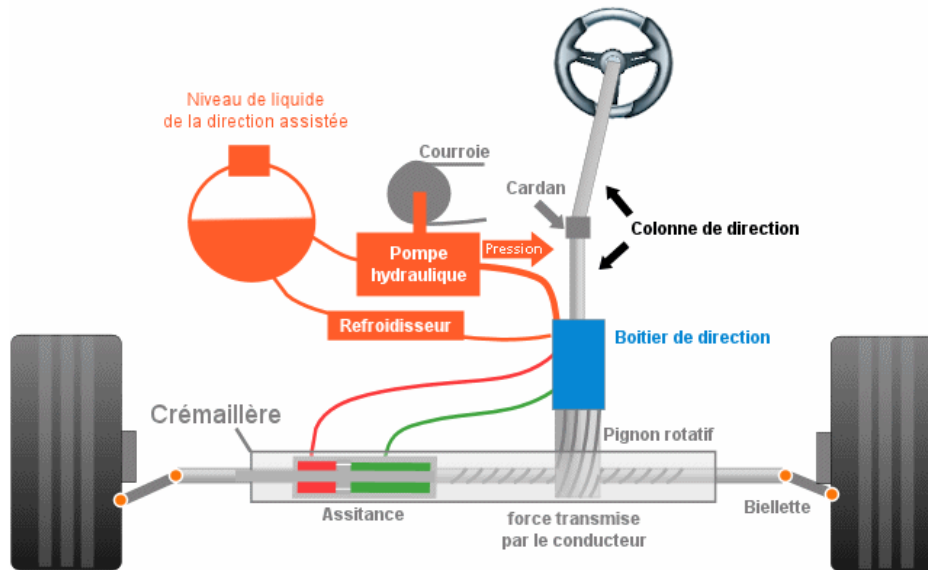 Niveau de liquide
de la direction assistée
Courroie
Cardan
Colonne de direction
Pompe
hydraulique
Pression
Refroidisseur
Boitier de direction
Crémaillère
Pignon rotatif
Assitance
force transmise
par le conducteur
Biellette